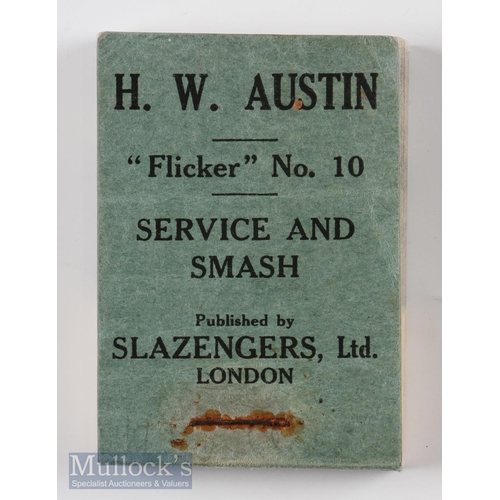 H. W. AUSTIN
"Flicker" No. 10
SERVICE AND
SMASH
Published by
SLAZENGERS, Ltd.
LONDON
Mullock's
Specialist Auctioneers & Valuers